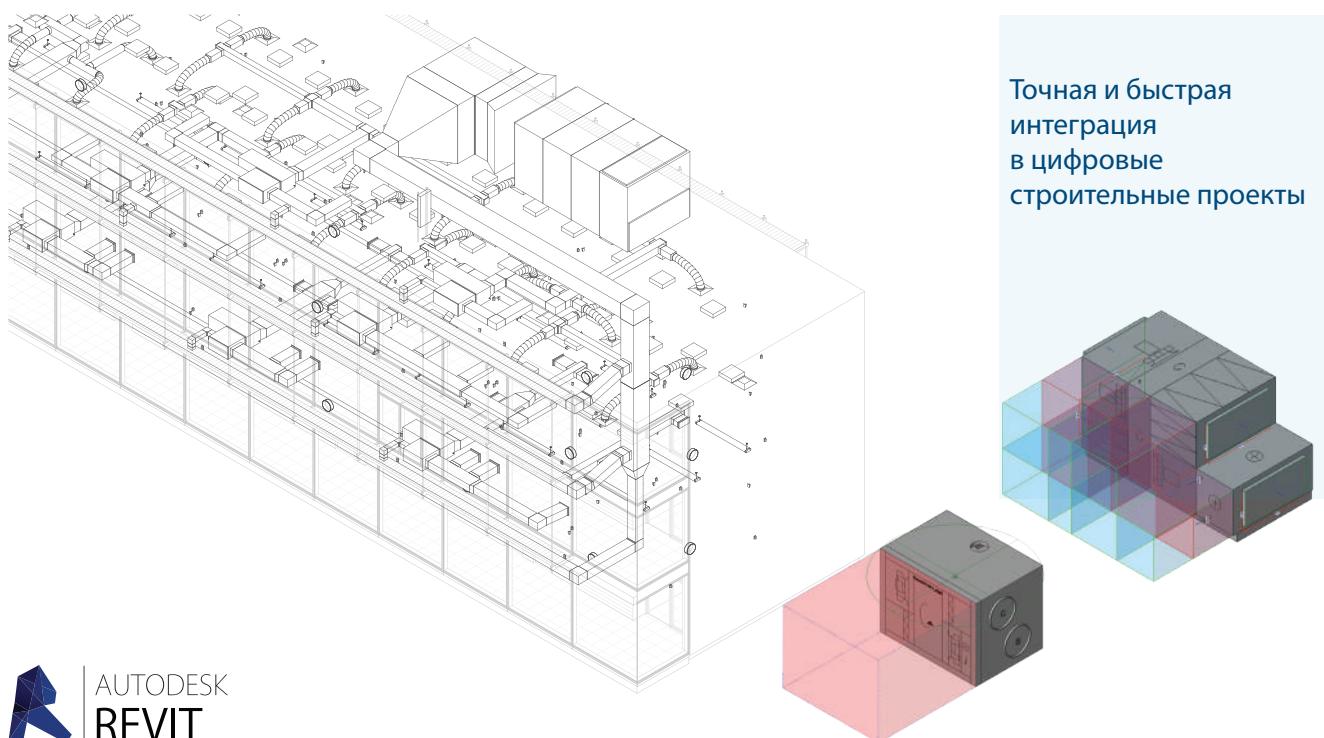 Точная и быстрая
интеграция
в цифровые
строительные проекты
AUTODESK
REVIT